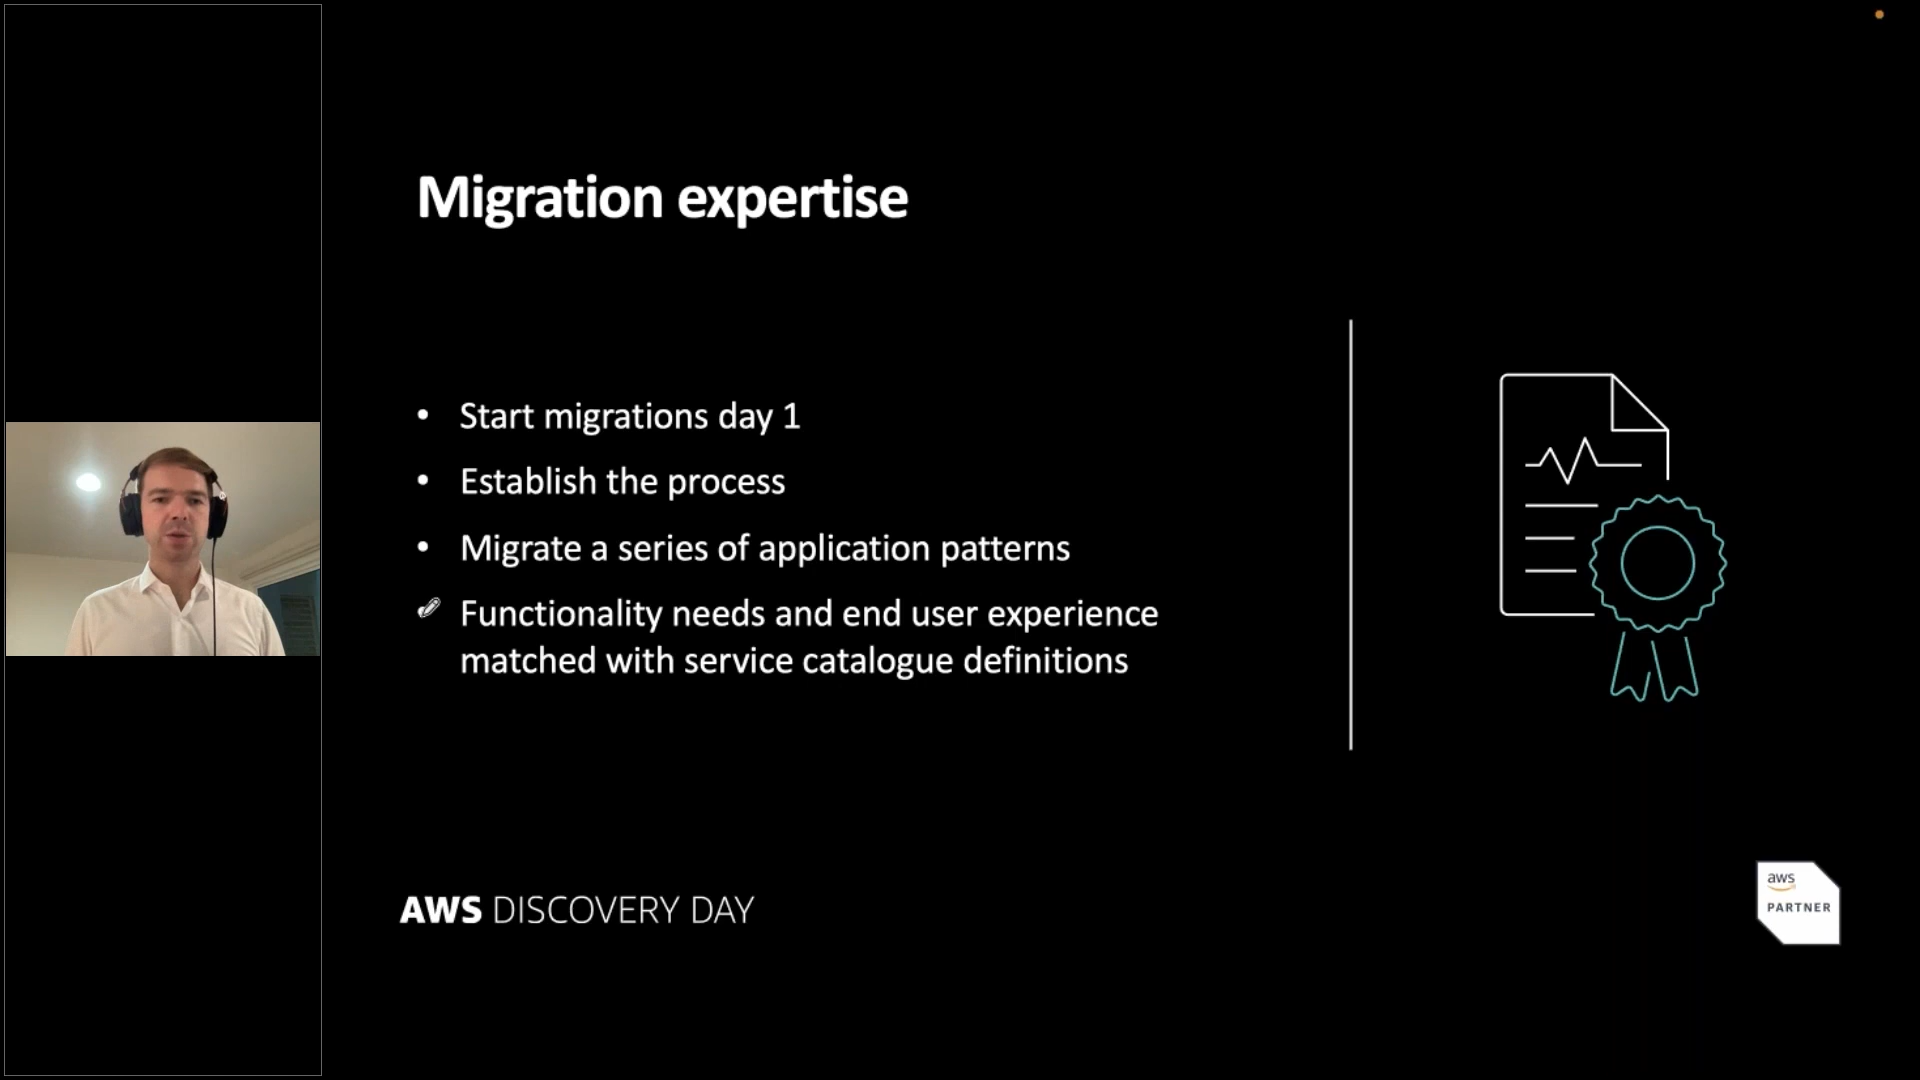 Migration expertise
• Start migrations day 1
• Establish the process
• Migrate a series of application patterns
Functionality needs and end user experience
matched with service catalogue definitions
AWS DISCOVERY DAY
aws
PARTNER